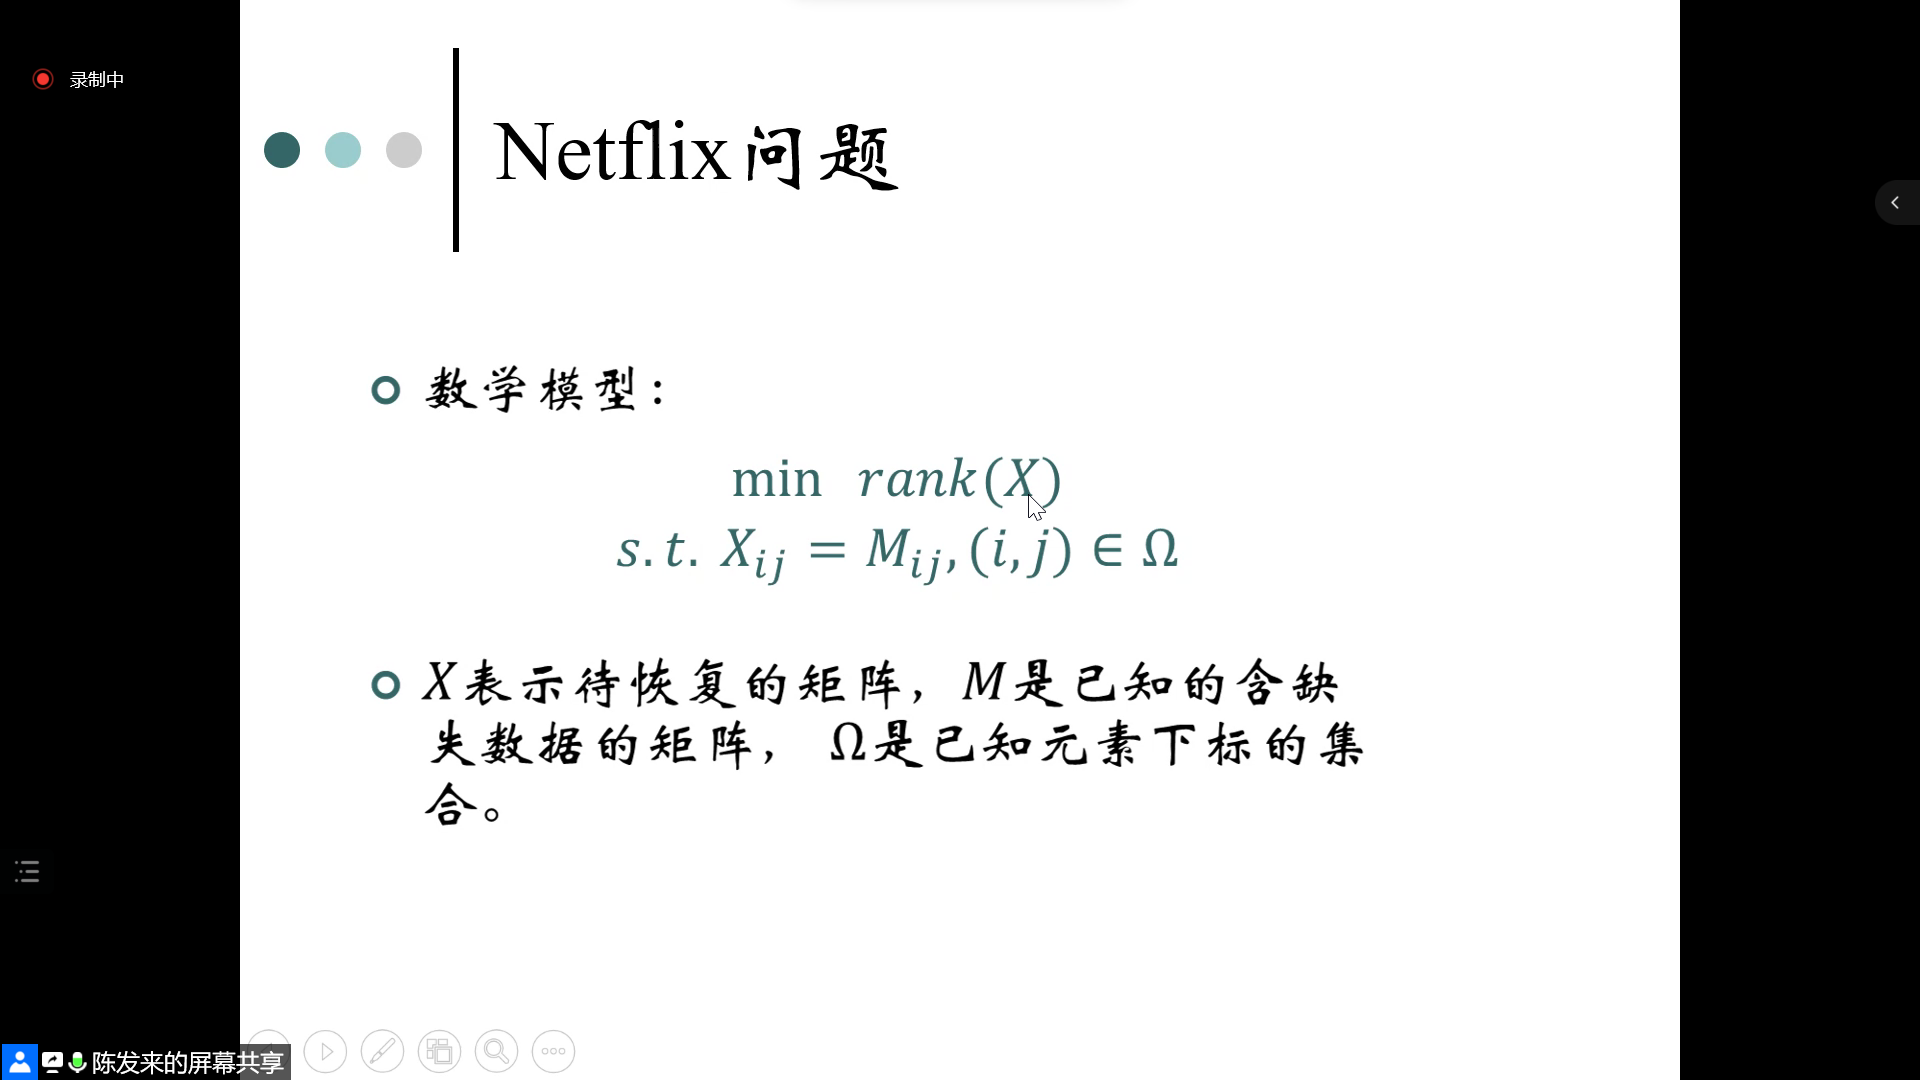 录制中
Netflix问题
数学模型：
min rank(X)
s.t. X_{ij} = M_{ij}, (i,j) ∈ Ω
X表示待恢复的矩阵，M是已知的含缺
失数据的矩阵， Ω是已知元素下标的集
合。
陈发来的屏幕共享